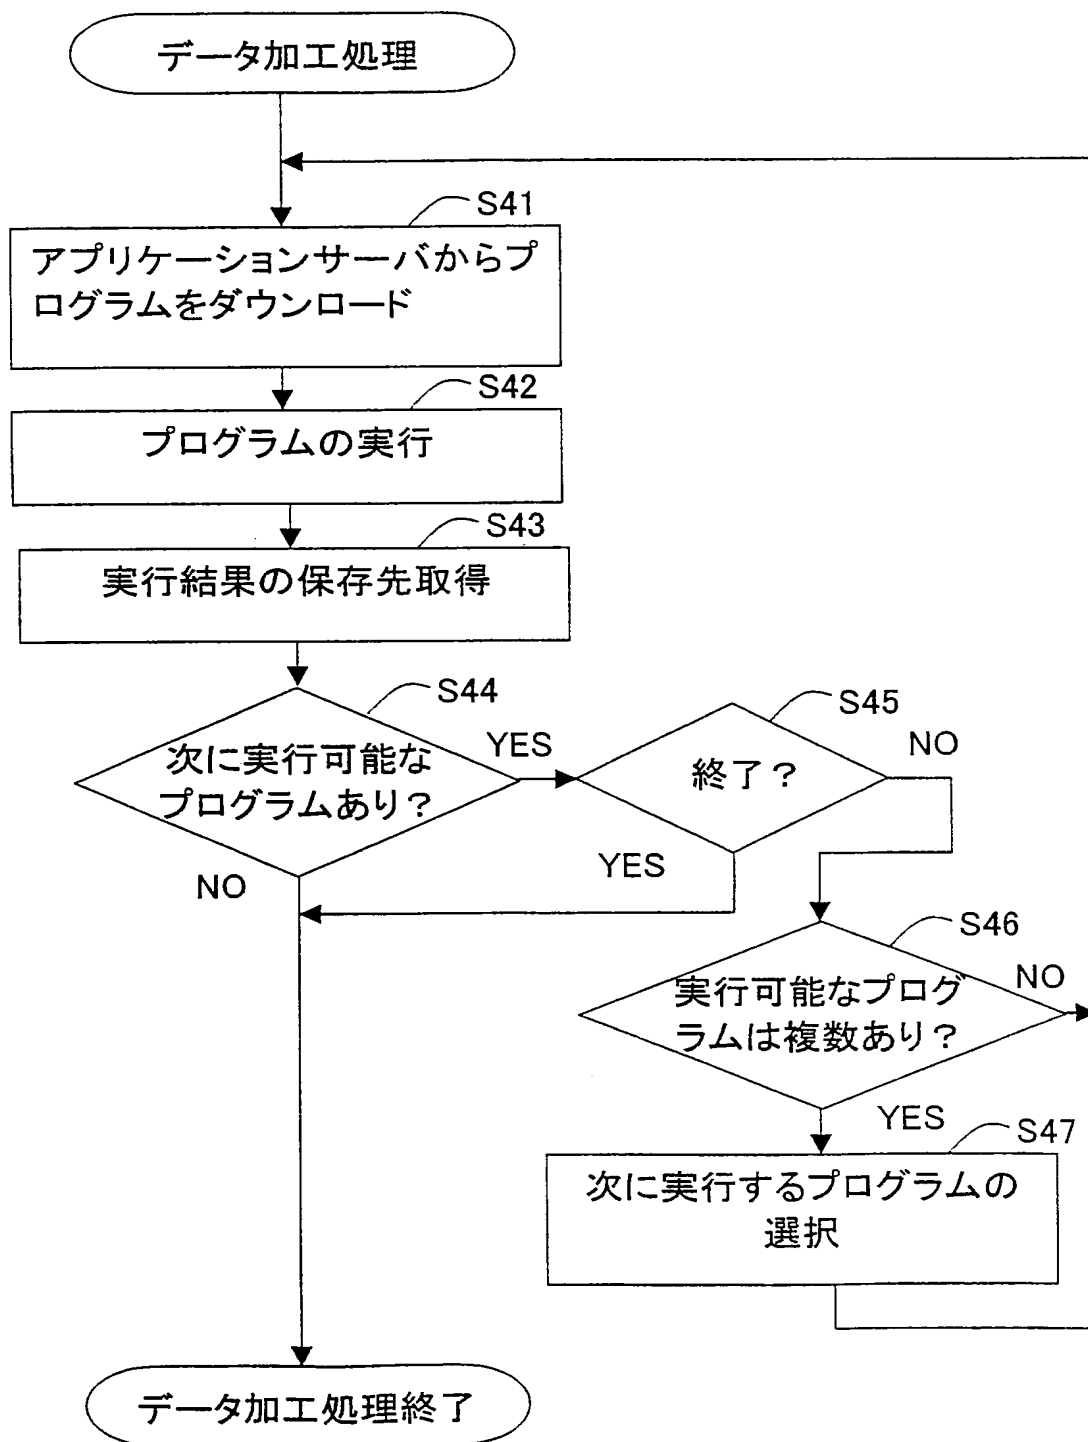 データ加工処理
S41
アプリケーションサーバからプ
ログラムをダウンロード
S42
プログラムの実行
S43
実行結果の保存先取得
S44
次に実行可能な
プログラムあり？
YES
NO
S45
終了？
NO
YES
S46
実行可能なプログ
ラムは複数あり？
NO
YES
S47
次に実行するプログラムの
選択
データ加工処理終了